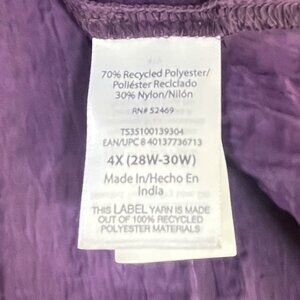 70% Recycled Polyester/
Poliéster Reciclado
30% Nylon/Nilón
RN# 52469
TS35100139304
EAN/UPC 8 40137736713
4X (28W-30W)
Made In/Hecho En
India
THIS LABEL YARN IS MADE
OUT OF 100% RECYCLED
POLYESTER MATERIALS